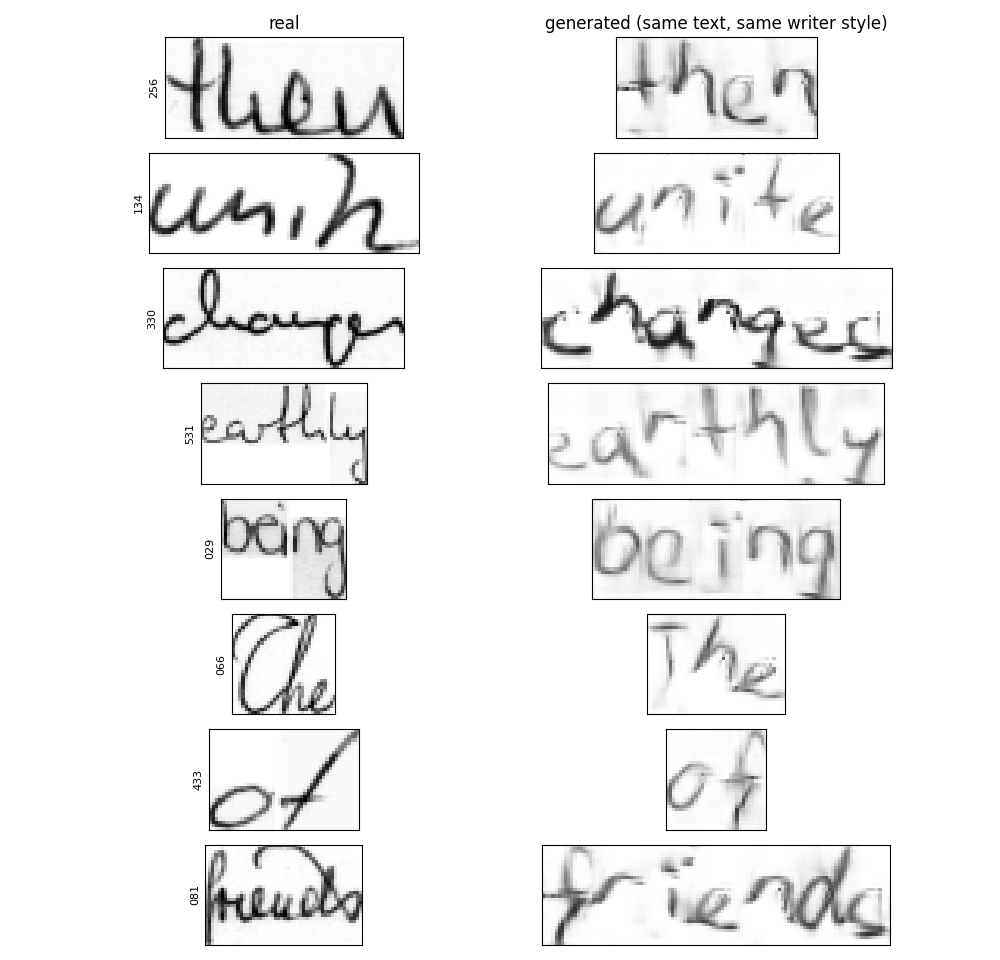 real generated (same text, same writer style)
256 then then
134 unite unite
330 changes changes
531 earthly earthly
029 being being
066 The The
433 of of
081 friends friends